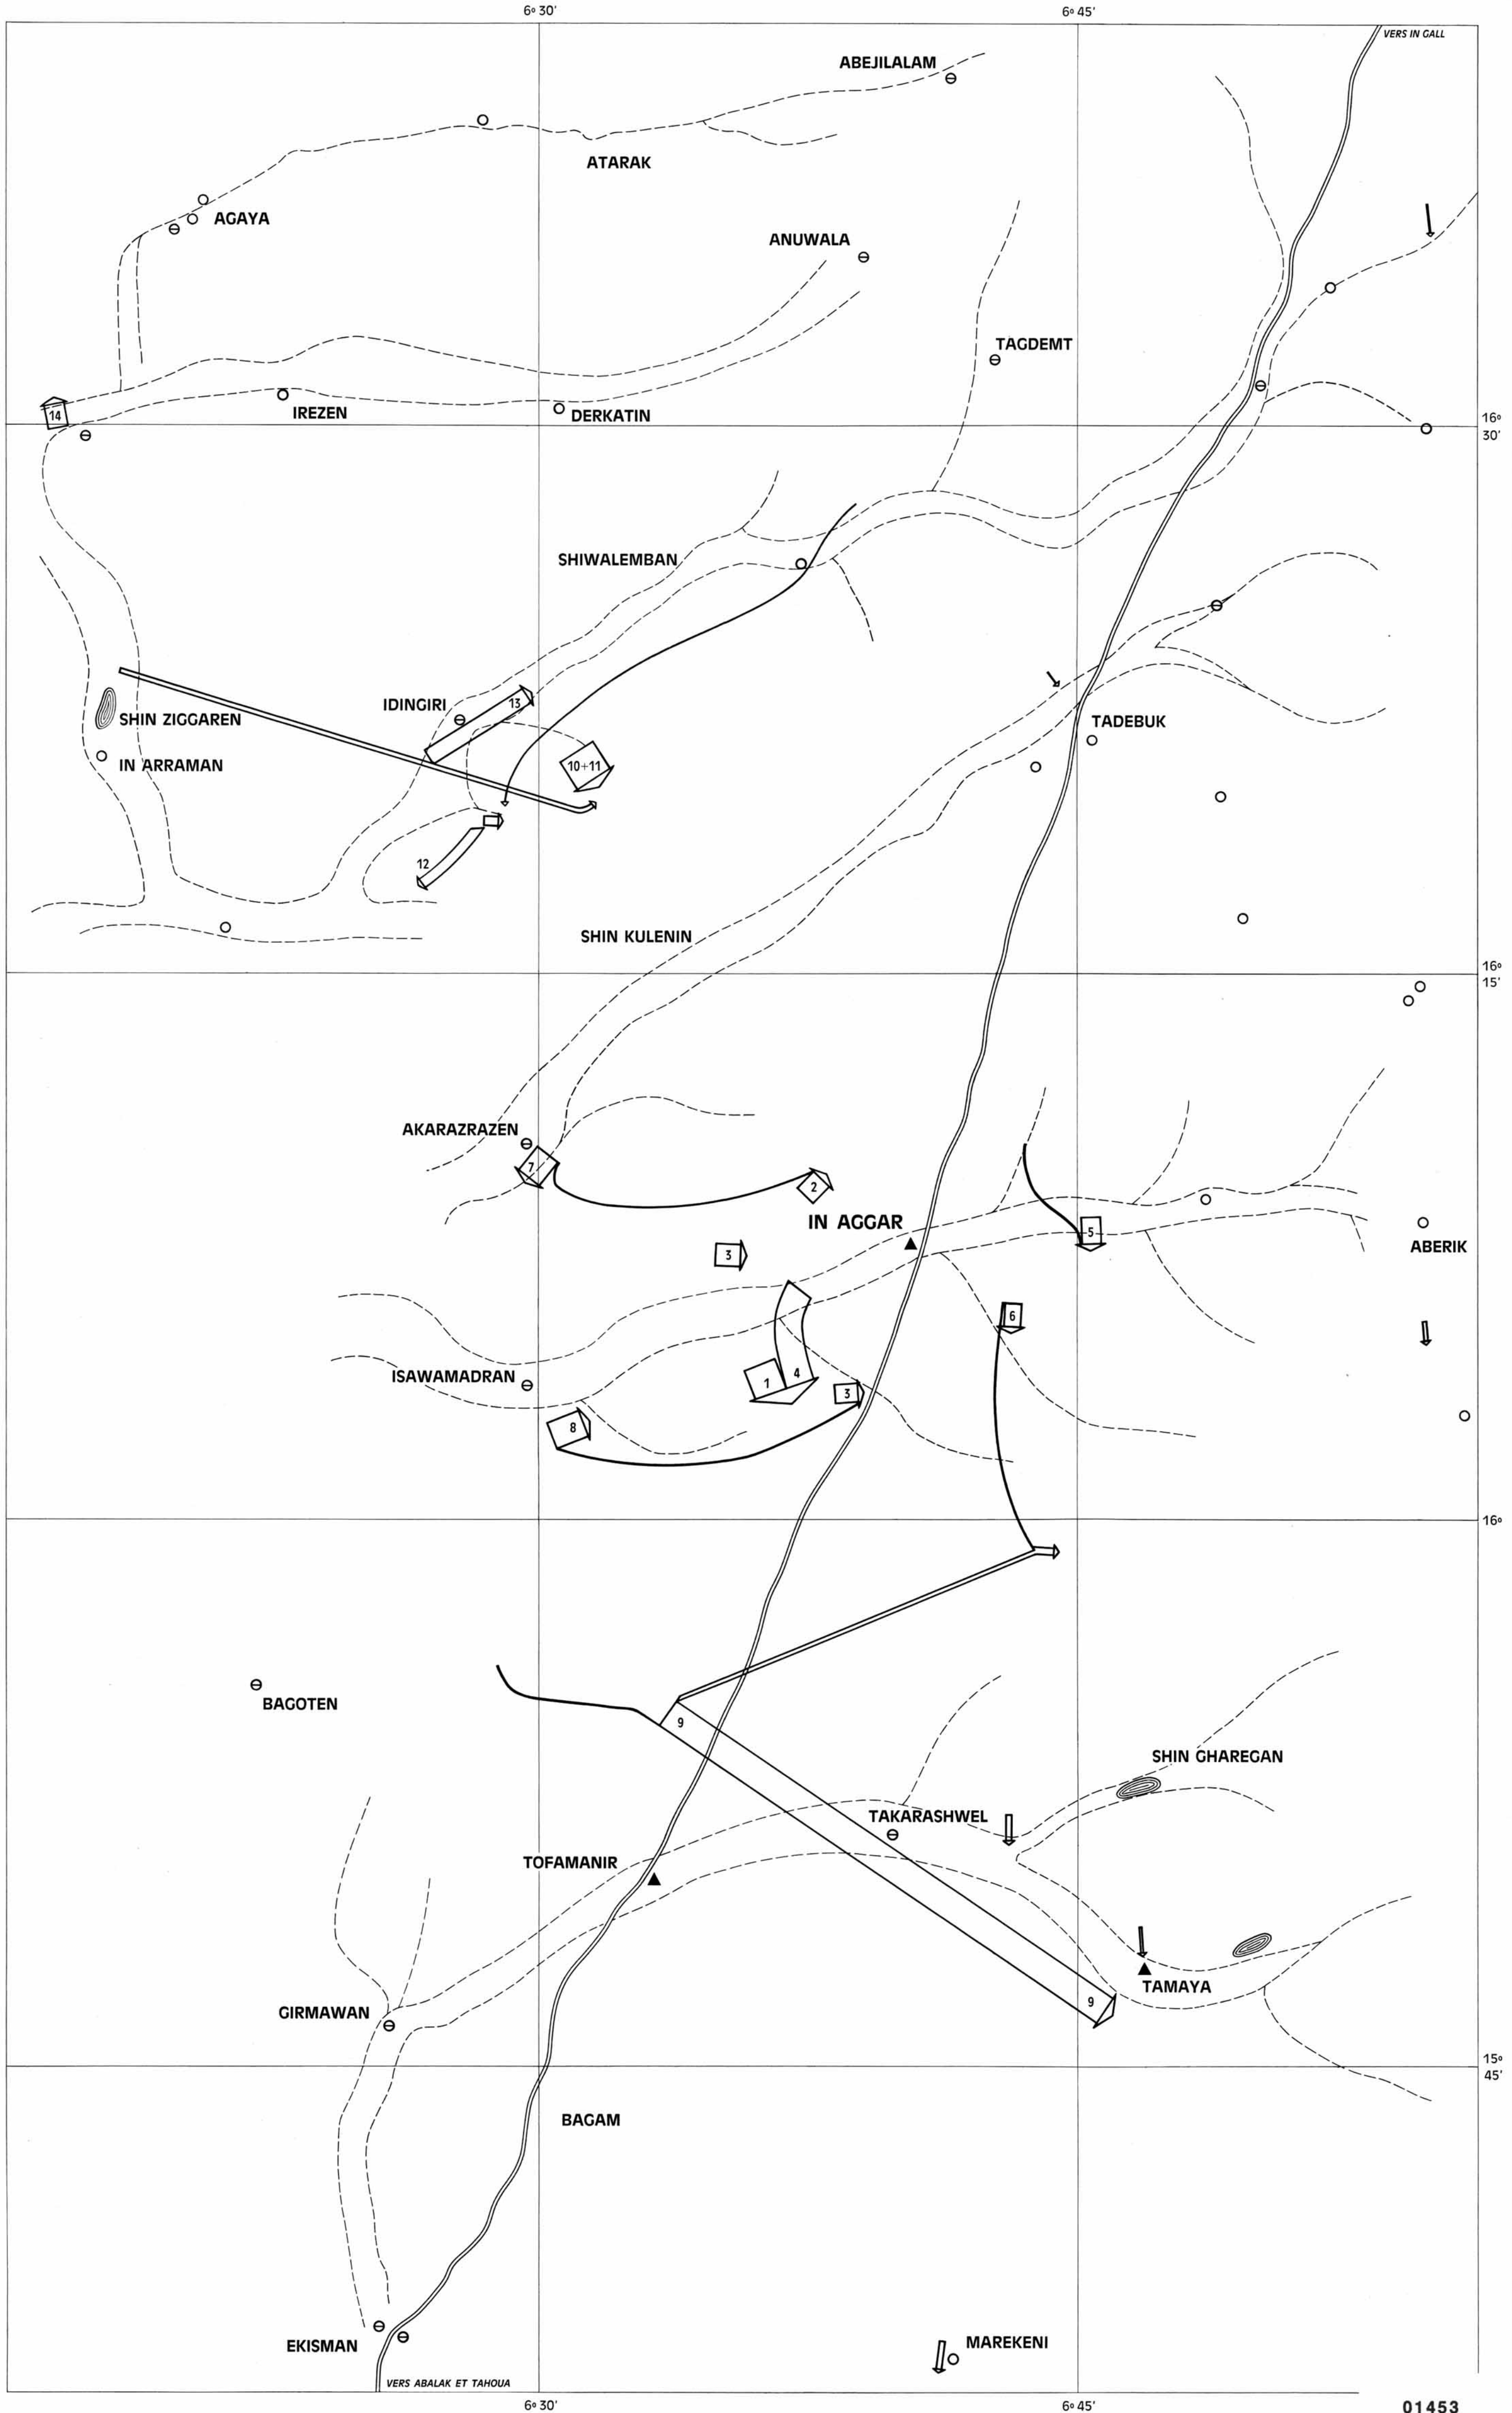 6° 30'
6° 45'
VERS IN GALL
ABEJILALAM
ATARAK
AGAYA
ANUWALA
TAGDEMT
14
IREZEN
DERKATIN
16°
30'
SHIWALEMBAN
IDINGIRI
13
SHIN ZIGGAREN
TADEBUK
IN ARRAMAN
10+11
12
SHIN KULENIN
16°
15'
AKARAZRAZEN
7
2
IN AGGAR
5
ABERIK
3
6
ISAWAMADRAN
1
4
3
8
16°
BAGOTEN
9
SHIN GHAREGAN
TAKARASHWEL
TOFAMANIR
TAMAYA
9
GIRMAWAN
15°
45'
BAGAM
EKISMAN
MAREKENI
VERS ABALAK ET TAHOUA
6° 30'
6° 45'
01453